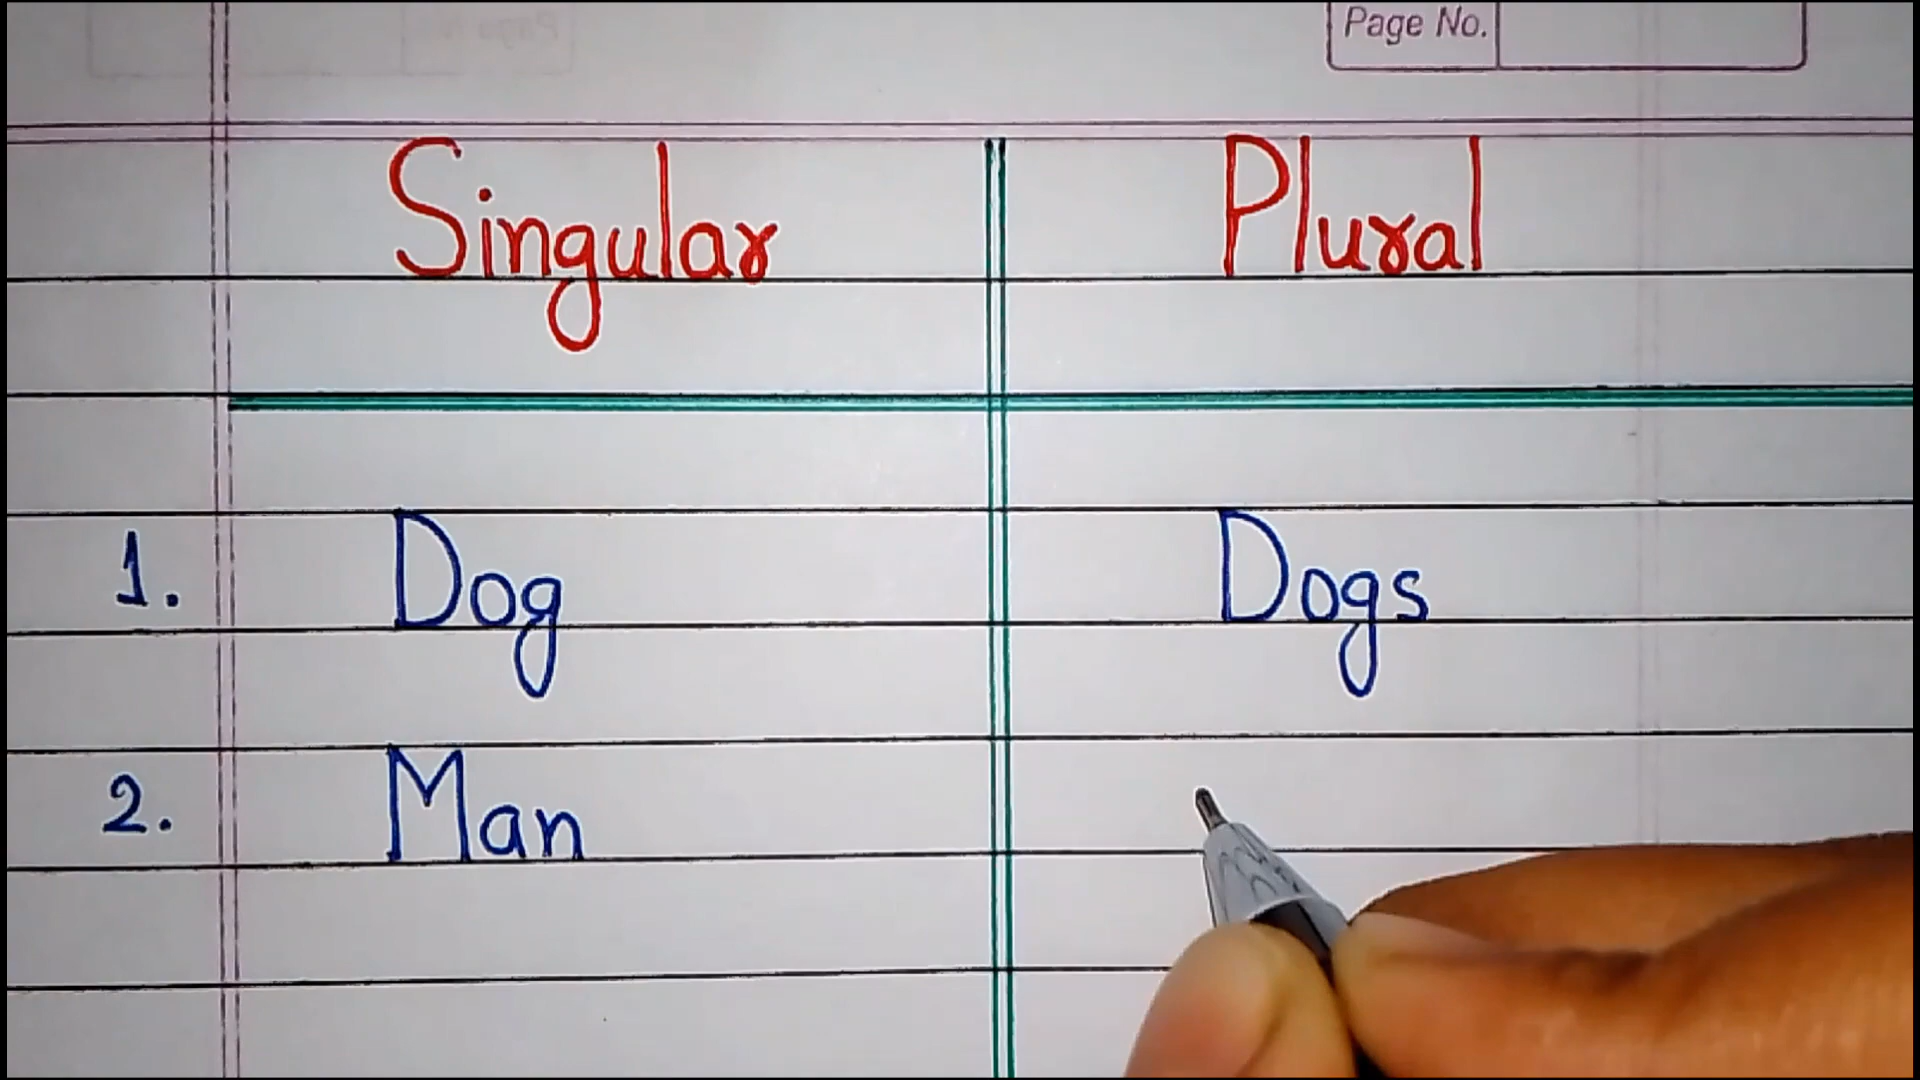 Page No.
Singular Plural
1. Dog Dogs
2. Man